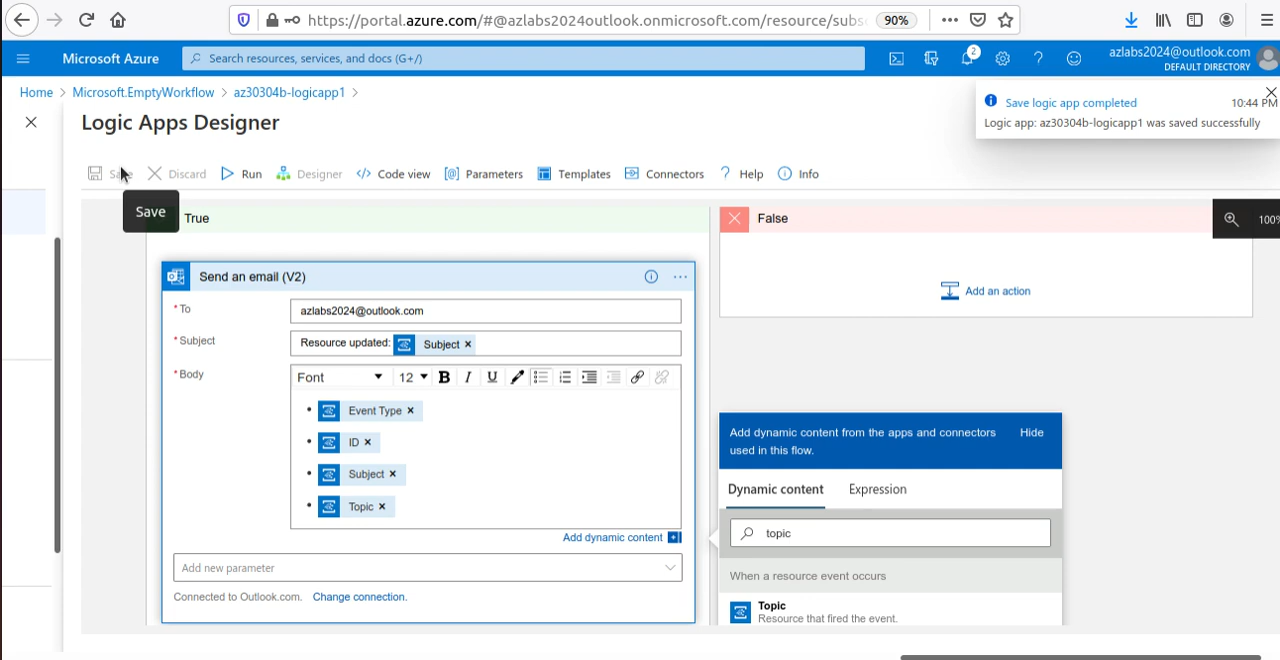 https://portal.azure.com/#@azlabs2024outlook.onmicrosoft.com/resource/subs
90%
Microsoft Azure
Search resources, services, and docs (G+/)
2
azlabs2024@outlook.com
DEFAULT DIRECTORY
Home > Microsoft.EmptyWorkflow > az30304b-logicapp1 >
Save logic app completed
10:44 PM
Logic app: az30304b-logicapp1 was saved successfully
Logic Apps Designer
Save Discard Run Designer Code view Parameters Templates Connectors Help Info
Save
True
False
100%
Send an email (V2)
Add an action
* To
azlabs2024@outlook.com
* Subject
Resource updated: Subject ×
* Body
Font 12 B I U
• Event Type ×
• ID ×
• Subject ×
• Topic ×
Add dynamic content
Add new parameter
Connected to Outlook.com. Change connection.
Add dynamic content from the apps and connectors
used in this flow.
Hide
Dynamic content Expression
topic
When a resource event occurs
Topic
Resource that fired the event.